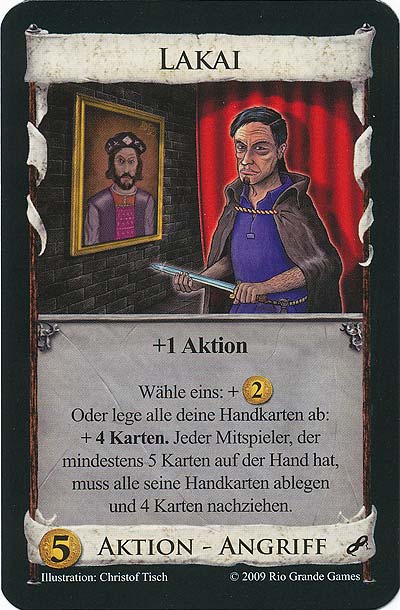 LAKAI
+1 Aktion
Wähle eins: + 2
Oder lege alle deine Handkarten ab:
+ 4 Karten. Jeder Mitspieler, der
mindestens 5 Karten auf der Hand hat,
muss alle seine Handkarten ablegen
und 4 Karten nachziehen.
5 AKTION - ANGRIFF
Illustration: Christof Tisch © 2009 Rio Grande Games